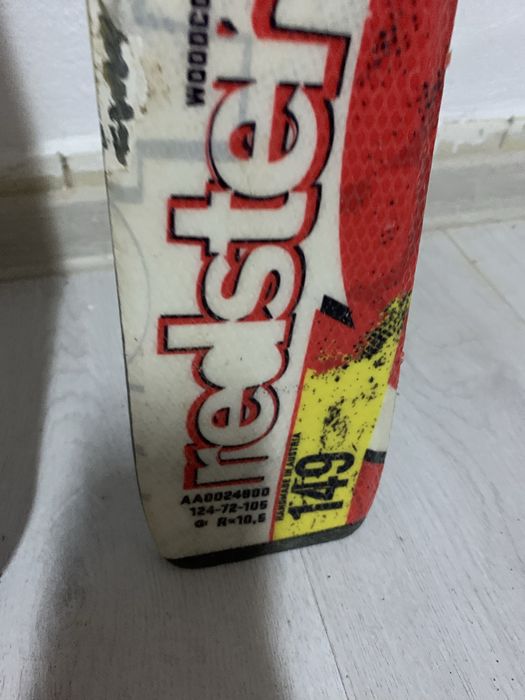 WOODCO
redster
AA0024800
124-72-105
R=10,5
HANDMADE IN AUSTRIA
149